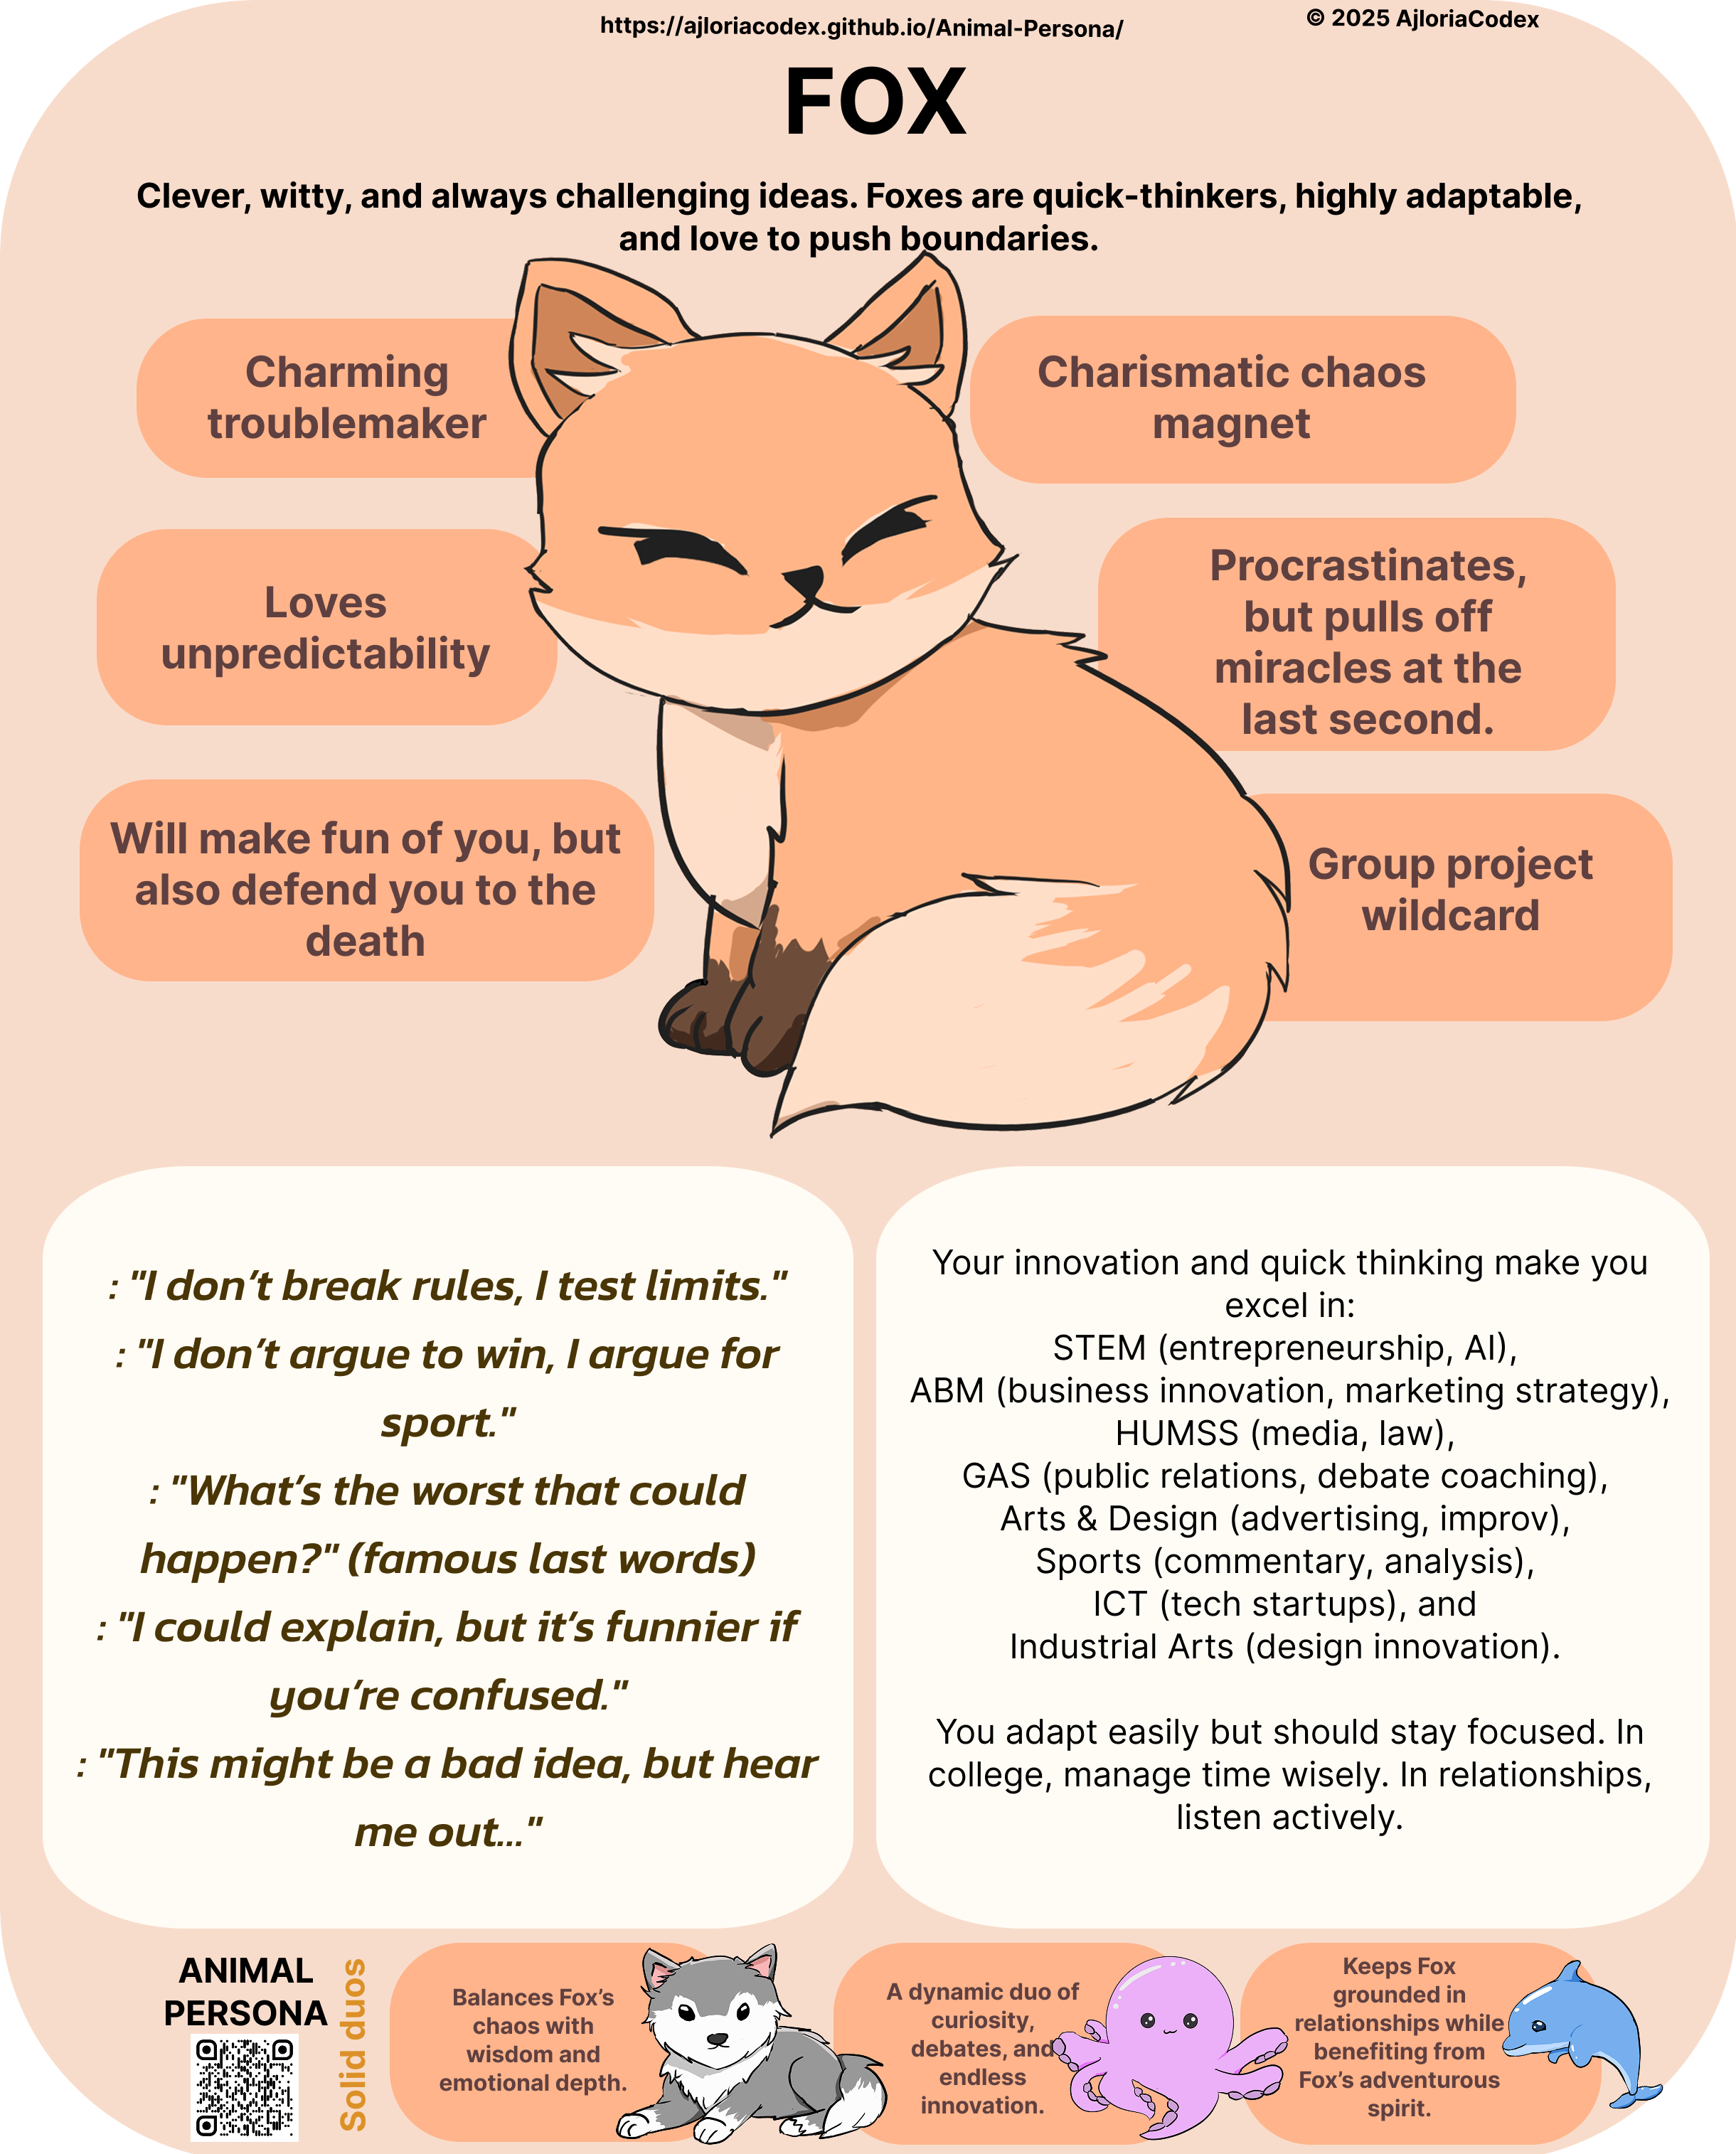 https://ajloriacodex.github.io/Animal-Persona/
© 2025 AjloriaCodex
FOX
Clever, witty, and always challenging ideas. Foxes are quick-thinkers, highly adaptable,
and love to push boundaries.
Charming
troublemaker
Charismatic chaos
magnet
Loves
unpredictability
Procrastinates,
but pulls off
miracles at the
last second.
Will make fun of you, but
also defend you to the
death
Group project
wildcard
: "I don’t break rules, I test limits."
: "I don’t argue to win, I argue for
sport."
: "What’s the worst that could
happen?" (famous last words)
: "I could explain, but it’s funnier if
you’re confused."
: "This might be a bad idea, but hear
me out..."
Your innovation and quick thinking make you
excel in:
STEM (entrepreneurship, AI),
ABM (business innovation, marketing strategy),
HUMSS (media, law),
GAS (public relations, debate coaching),
Arts & Design (advertising, improv),
Sports (commentary, analysis),
ICT (tech startups), and
Industrial Arts (design innovation).
You adapt easily but should stay focused. In
college, manage time wisely. In relationships,
listen actively.
ANIMAL
PERSONA
Solid duos
Balances Fox’s
chaos with
wisdom and
emotional depth.
A dynamic duo of
curiosity,
debates, and
endless
innovation.
Keeps Fox
grounded in
relationships while
benefiting from
Fox’s adventurous
spirit.